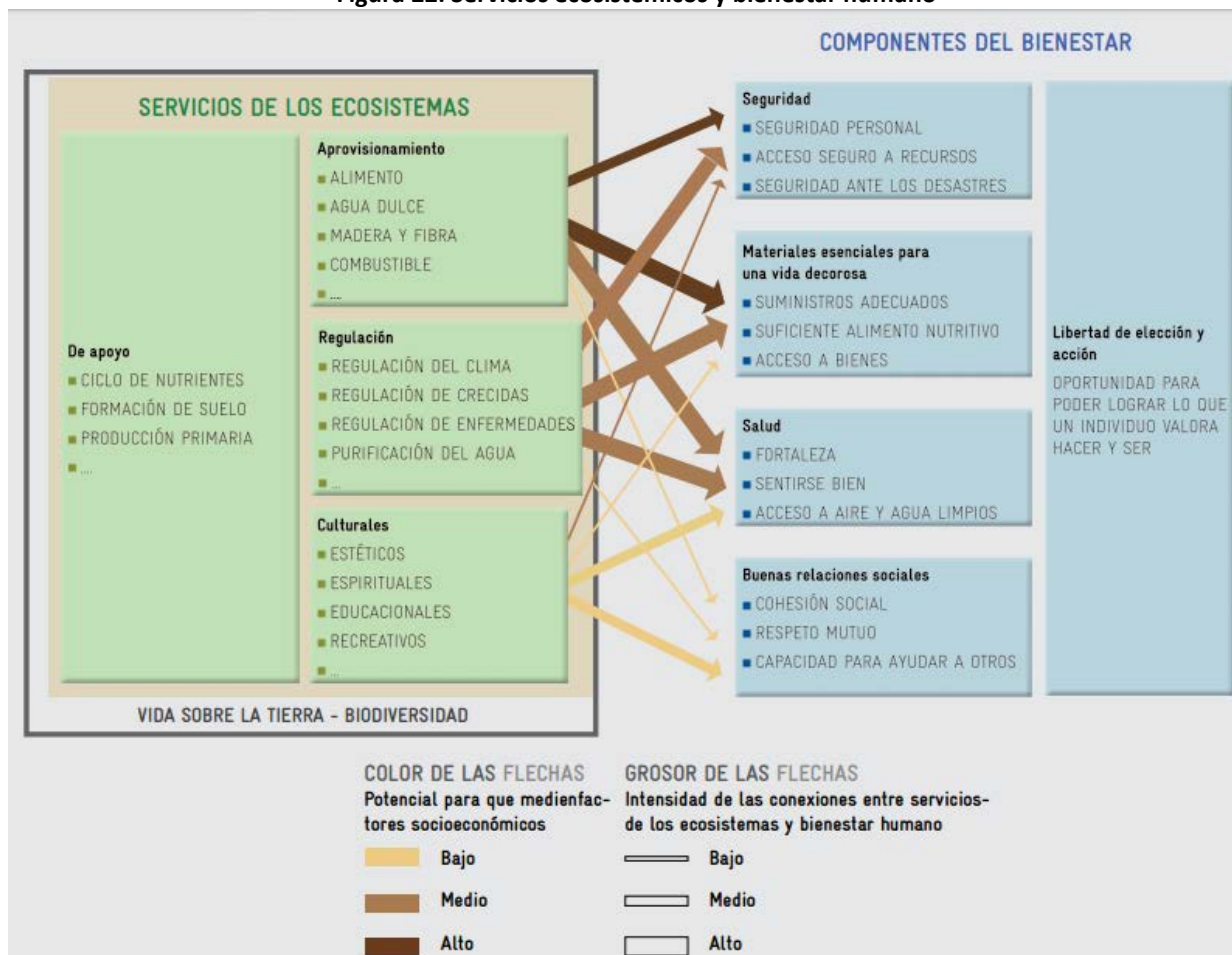 Figura 22. Servicios ecosistémicos y bienestar humano
COMPONENTES DEL BIENESTAR
SERVICIOS DE LOS ECOSISTEMAS
De apoyo
CICLO DE NUTRIENTES
FORMACIÓN DE SUELO
PRODUCCIÓN PRIMARIA
....
Aprovisionamiento
ALIMENTO
AGUA DULCE
MADERA Y FIBRA
COMBUSTIBLE
....
Regulación
REGULACIÓN DEL CLIMA
REGULACIÓN DE CRECIDAS
REGULACIÓN DE ENFERMEDADES
PURIFICACIÓN DEL AGUA
...
Culturales
ESTÉTICOS
ESPIRITUALES
EDUCACIONALES
RECREATIVOS
...
VIDA SOBRE LA TIERRA - BIODIVERSIDAD
Seguridad
SEGURIDAD PERSONAL
ACCESO SEGURO A RECURSOS
SEGURIDAD ANTE LOS DESASTRES
Materiales esenciales para
una vida decorosa
SUMINISTROS ADECUADOS
SUFICIENTE ALIMENTO NUTRITIVO
ACCESO A BIENES
Salud
FORTALEZA
SENTIRSE BIEN
ACCESO A AIRE Y AGUA LIMPIOS
Buenas relaciones sociales
COHESIÓN SOCIAL
RESPETO MUTUO
CAPACIDAD PARA AYUDAR A OTROS
Libertad de elección y
acción
OPORTUNIDAD PARA
PODER LOGRAR LO QUE
UN INDIVIDUO VALORA
HACER Y SER
COLOR DE LAS FLECHAS
Potencial para que medienfac-
tores socioeconómicos
Bajo
Medio
Alto
GROSOR DE LAS FLECHAS
Intensidad de las conexiones entre servicios-
de los ecosistemas y bienestar humano
Bajo
Medio
Alto